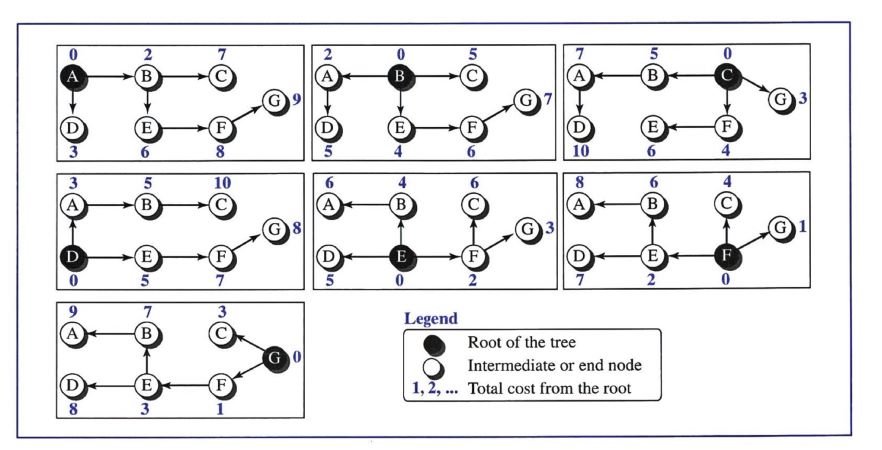 0 2 7
A B C
G 9
D E F
3 6 8
2 0 5
A B C
G 7
D E F
5 4 6
7 5 0
A B C
G 3
D E F
10 6 4
3 5 10
A B C
G 8
D E F
0 5 7
6 4 6
A B C
G 3
D E F
5 0 2
8 6 4
A B C
G 1
D E F
7 2 0
9 7 3
A B C
G 0
D E F
8 3 1
Legend
Root of the tree
Intermediate or end node
1, 2, ... Total cost from the root